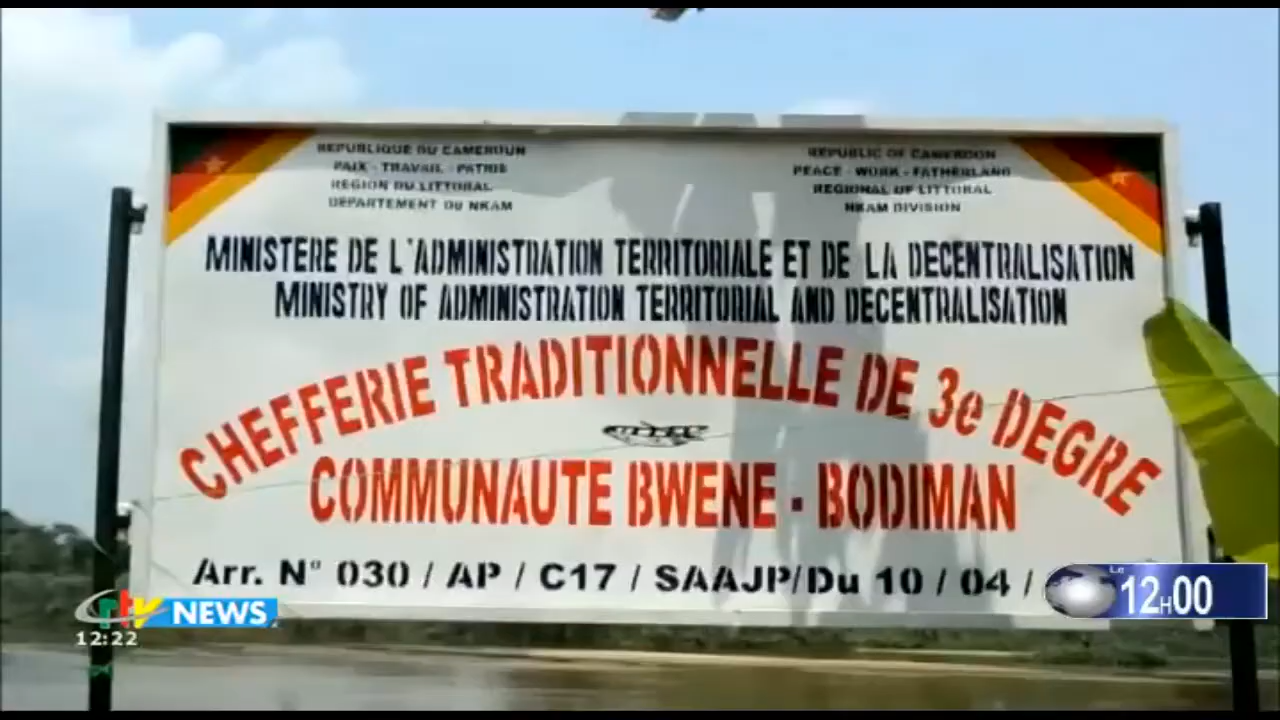 REPUBLIQUE DU CAMEROUN
PAIX - TRAVAIL - PATRIE
REGION DU LITTORAL
DEPARTEMENT DU NKAM
REPUBLIC OF CAMEROON
PEACE - WORK - FATHERLAND
REGIONAL OF LITTORAL
NKAM DIVISION
MINISTERE DE L'ADMINISTRATION TERRITORIALE ET DE LA DECENTRALISATION
MINISTRY OF ADMINISTRATION TERRITORIAL AND DECENTRALISATION
CHEFFERIE TRADITIONNELLE DE 3e DEGRE
COMMUNAUTE BWENE - BODIMAN
Arr. N° 030 / AP / C17 / SAAJP/Du 10 / 04 /
crtv NEWS
12:22
Le 12H00